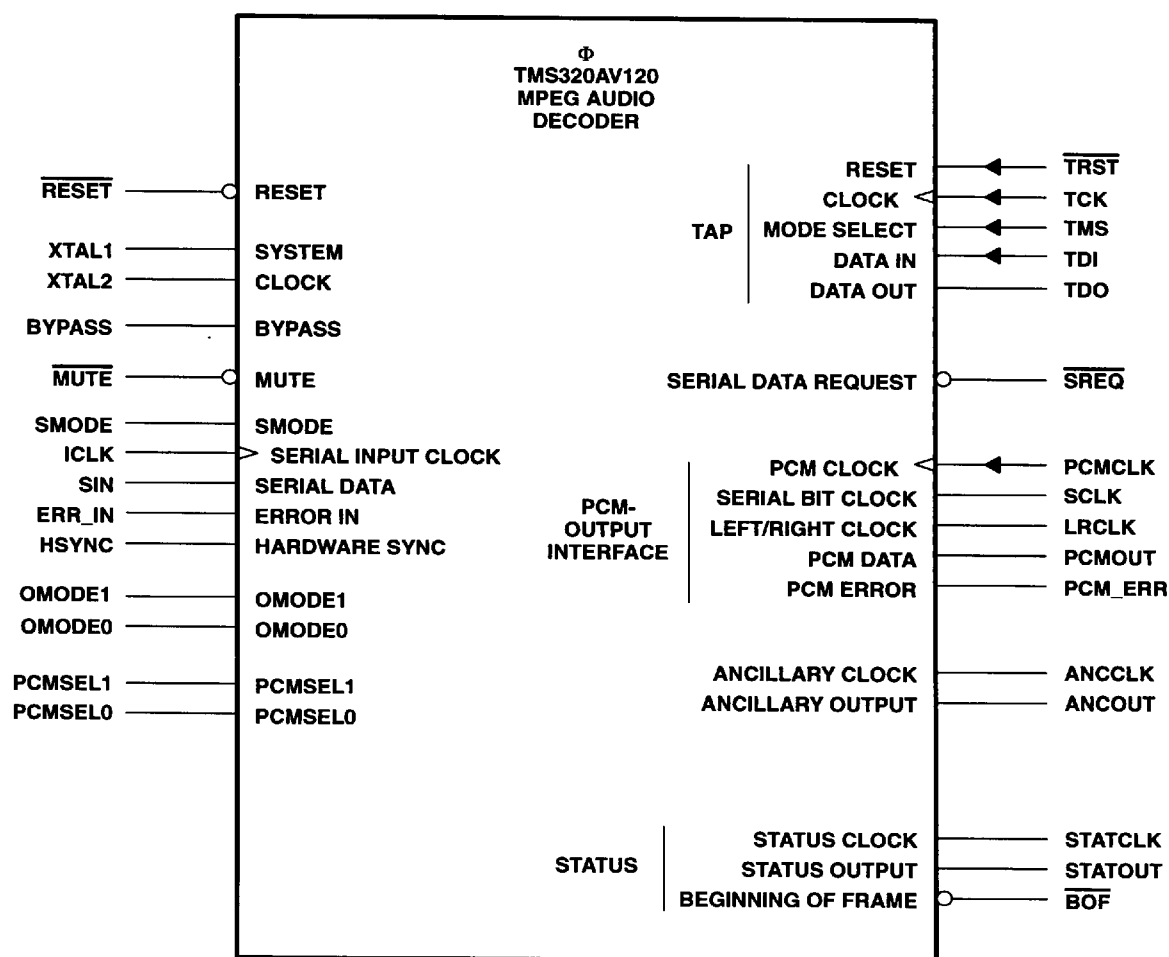 Φ
TMS320AV120
MPEG AUDIO
DECODER
RESET RESET
XTAL1 SYSTEM
XTAL2 CLOCK
BYPASS BYPASS
MUTE MUTE
SMODE SMODE
ICLK SERIAL INPUT CLOCK
SIN SERIAL DATA
ERR_IN ERROR IN
HSYNC HARDWARE SYNC
OMODE1 OMODE1
OMODE0 OMODE0
PCMSEL1 PCMSEL1
PCMSEL0 PCMSEL0
TAP
RESET TRST
CLOCK TCK
MODE SELECT TMS
DATA IN TDI
DATA OUT TDO
SERIAL DATA REQUEST SREQ
PCM-
OUTPUT
INTERFACE
PCM CLOCK PCMCLK
SERIAL BIT CLOCK SCLK
LEFT/RIGHT CLOCK LRCLK
PCM DATA PCMOUT
PCM ERROR PCM_ERR
ANCILLARY CLOCK ANCCLK
ANCILLARY OUTPUT ANCOUT
STATUS
STATUS CLOCK STATCLK
STATUS OUTPUT STATOUT
BEGINNING OF FRAME BOF